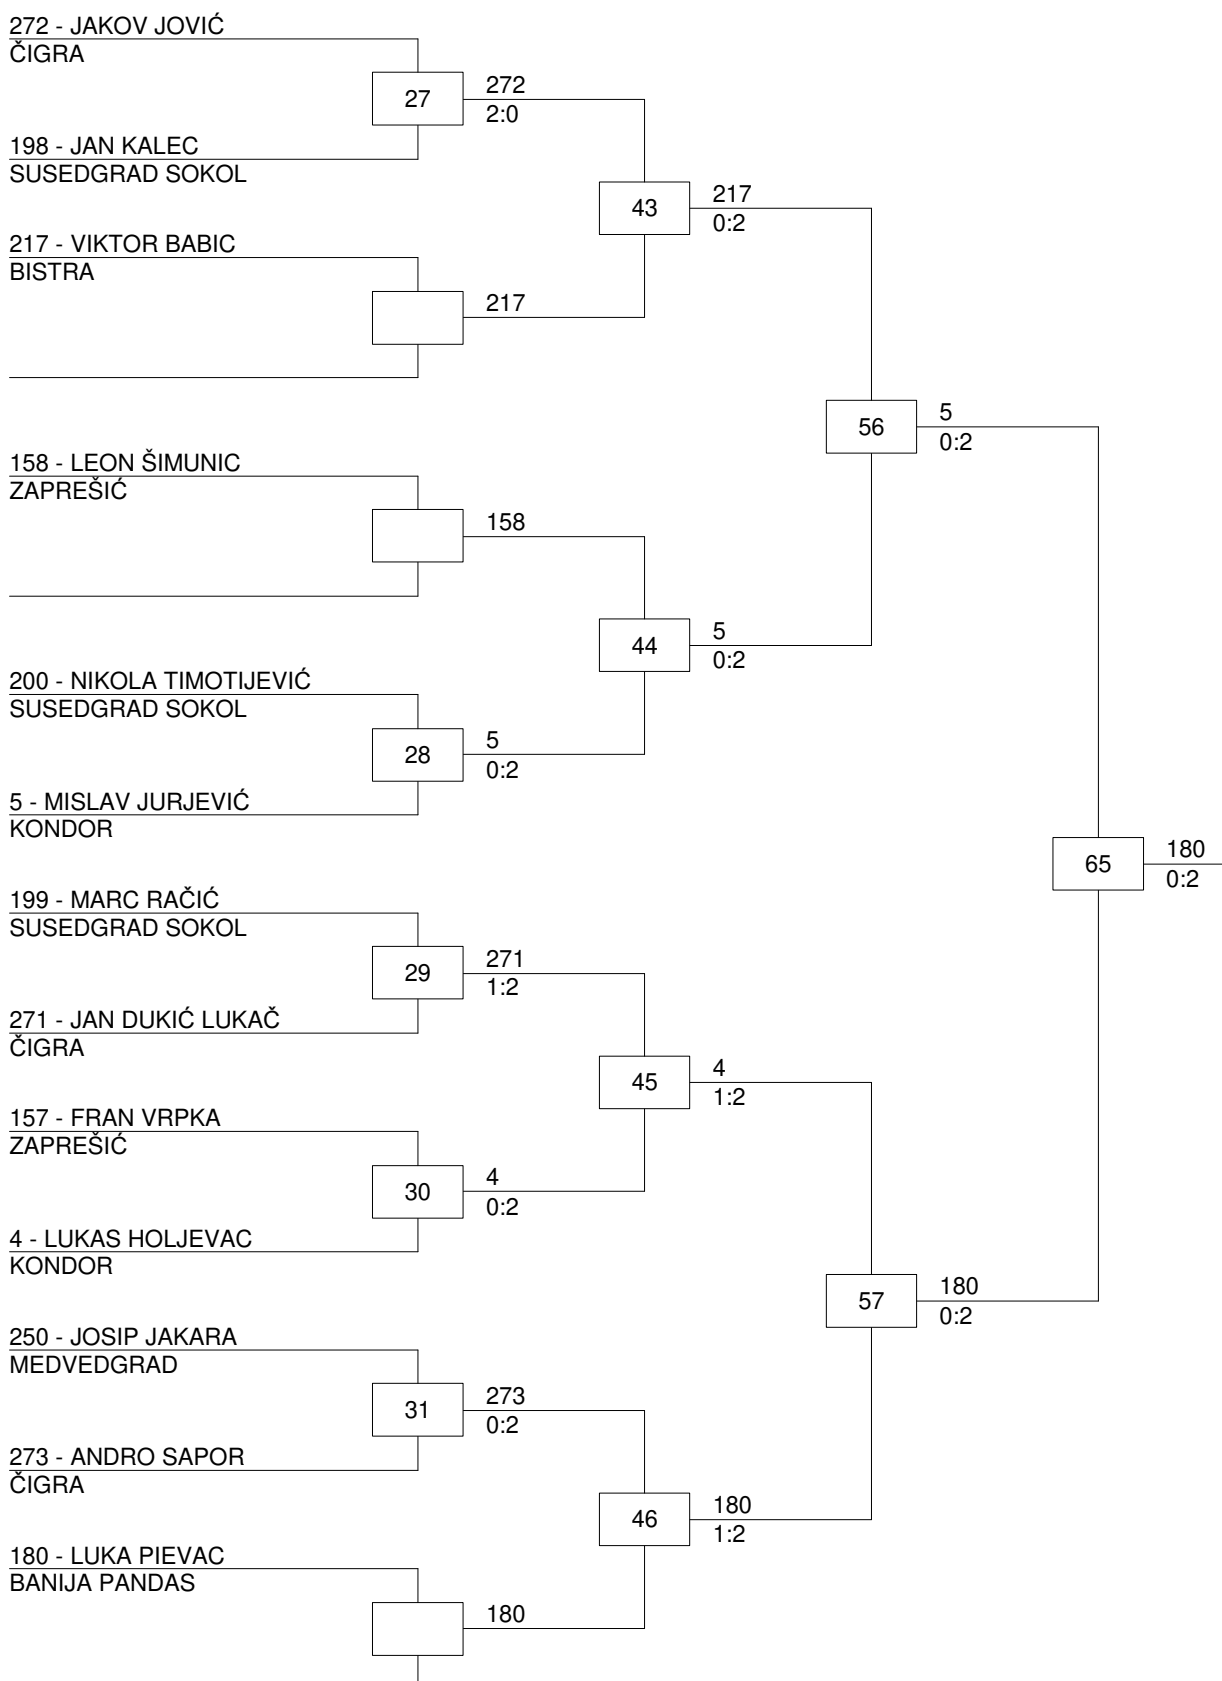 272 - JAKOV JOVIĆ
ČIGRA
27
272
2:0
198 - JAN KALEC
SUSEDGRAD SOKOL
43
217
0:2
217 - VIKTOR BABIC
BISTRA
217
56
5
0:2
158 - LEON ŠIMUNIC
ZAPREŠIĆ
158
44
5
0:2
200 - NIKOLA TIMOTIJEVIĆ
SUSEDGRAD SOKOL
28
5
0:2
5 - MISLAV JURJEVIĆ
KONDOR
65
180
0:2
199 - MARC RAČIĆ
SUSEDGRAD SOKOL
29
271
1:2
271 - JAN DUKIĆ LUKAČ
ČIGRA
45
4
1:2
157 - FRAN VRPKA
ZAPREŠIĆ
30
4
0:2
4 - LUKAS HOLJEVAC
KONDOR
57
180
0:2
250 - JOSIP JAKARA
MEDVEDGRAD
31
273
0:2
273 - ANDRO SAPOR
ČIGRA
46
180
1:2
180 - LUKA PIEVAC
BANIJA PANDAS
180